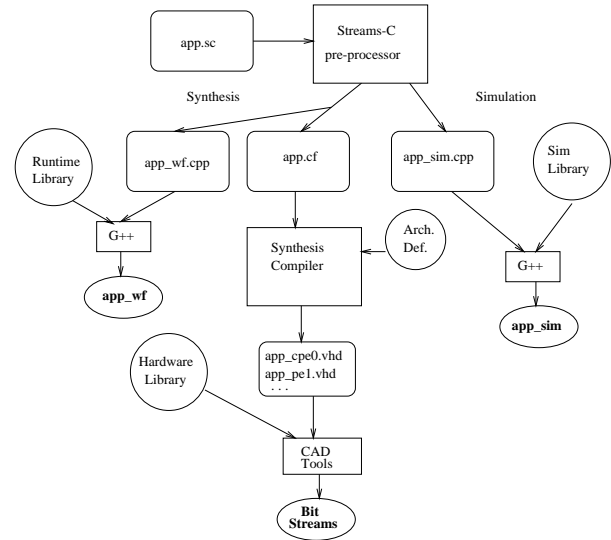 app.sc
Streams-C
pre-processor
Synthesis
Simulation
Runtime
Library
app_wf.cpp
app.cf
app_sim.cpp
Sim
Library
G++
Synthesis
Compiler
Arch.
Def.
G++
app_wf
app_sim
Hardware
Library
app_cpe0.vhd
app_pe1.vhd
. . .
CAD
Tools
Bit
Streams